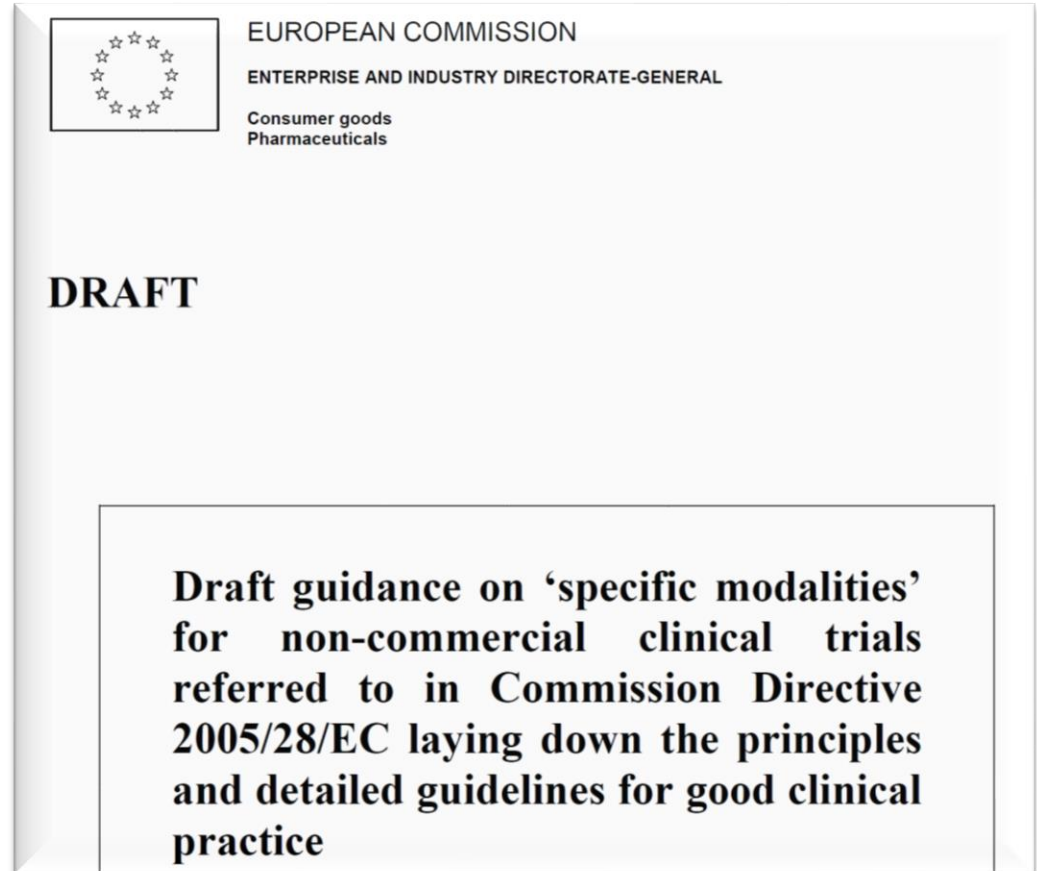 EUROPEAN COMMISSION
ENTERPRISE AND INDUSTRY DIRECTORATE-GENERAL
Consumer goods
Pharmaceuticals
DRAFT
Draft guidance on ‘specific modalities’
for non-commercial clinical trials
referred to in Commission Directive
2005/28/EC laying down the principles
and detailed guidelines for good clinical
practice